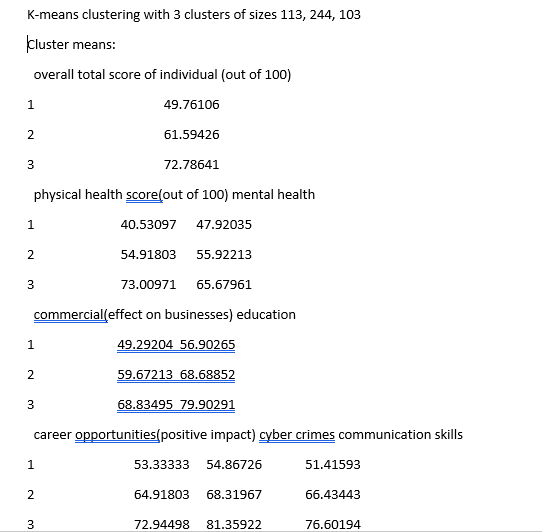 K-means clustering with 3 clusters of sizes 113, 244, 103
Cluster means:
overall total score of individual (out of 100)
1 49.76106
2 61.59426
3 72.78641
physical health score(out of 100) mental health
1 40.53097 47.92035
2 54.91803 55.92213
3 73.00971 65.67961
commercial(effect on businesses) education
1 49.29204 56.90265
2 59.67213 68.68852
3 68.83495 79.90291
career opportunities(positive impact) cyber crimes communication skills
1 53.33333 54.86726 51.41593
2 64.91803 68.31967 66.43443
3 72.94498 81.35922 76.60194